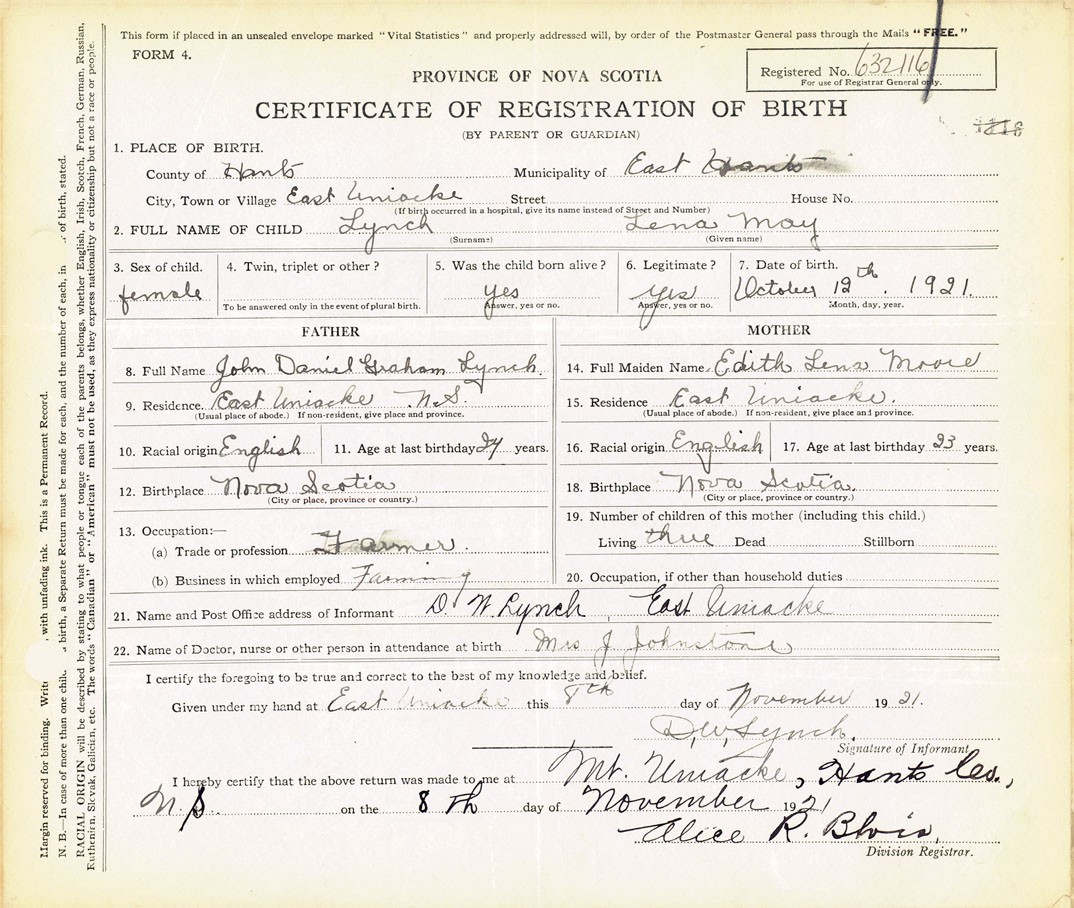 This form if placed in an unsealed envelope marked "Vital Statistics" and properly addressed will, by order of the Postmaster General pass through the Mails "FREE."
FORM 4.
Registered No. 632116
For use of Registrar General only.
PROVINCE OF NOVA SCOTIA
CERTIFICATE OF REGISTRATION OF BIRTH
(BY PARENT OR GUARDIAN)
1. PLACE OF BIRTH.
County of Hants Municipality of East Hants
City, Town or Village East Uniacke Street House No.
(If birth occurred in a hospital, give its name instead of Street and Number)
2. FULL NAME OF CHILD Lynch Lena May
(Surname) (Given name)
3. Sex of child. 4. Twin, triplet or other? 5. Was the child born alive? 6. Legitimate? 7. Date of birth.
female yes yes October 12th. 1921.
To be answered only in the event of plural birth. Answer, yes or no. Answer, yes or no. Month, day, year.
FATHER
8. Full Name John Daniel Graham Lynch.
9. Residence. East Uniacke N.S.
(Usual place of abode.) If non-resident, give place and province.
10. Racial origin English 11. Age at last birthday 24 years.
12. Birthplace Nova Scotia
(City or place, province or country.)
13. Occupation:—
(a) Trade or profession Farmer.
(b) Business in which employed Farming
MOTHER
14. Full Maiden Name. Edith Lena Moore
15. Residence East Uniacke.
(Usual place of abode.) If non-resident, give place and province.
16. Racial origin English 17. Age at last birthday 23 years.
18. Birthplace Nova Scotia.
(City or place, province or country.)
19. Number of children of this mother (including this child.)
Living three Dead Stillborn
20. Occupation, if other than household duties
21. Name and Post Office address of Informant D. W. Lynch, East Uniacke
22. Name of Doctor, nurse or other person in attendance at birth Mrs J Johnstone
I certify the foregoing to be true and correct to the best of my knowledge and belief.
Given under my hand at East Uniacke this 8th day of November 1921.
D. W. Lynch.
Signature of Informant
I hereby certify that the above return was made to me at Mt. Uniacke, Hants Co.,
N.S. on the 8th day of November 1921
Alice R. Blois,
Division Registrar.
Margin reserved for binding. Write , with unfading ink. This is a Permanent Record.
N. B.—In case of more than one chil birth, a Separate Return must be made for each, and the number of each, in of birth, stated.
RACIAL ORIGIN will be described by stating to what people or tongue each of the parents belongs, whether English, Irish, Scotch, French, German, Russian,
Ruthenian, Slovak, Galician, etc. The words "Canadian" or "American" must not be used, as they express nationality or citizenship but not a race or people.